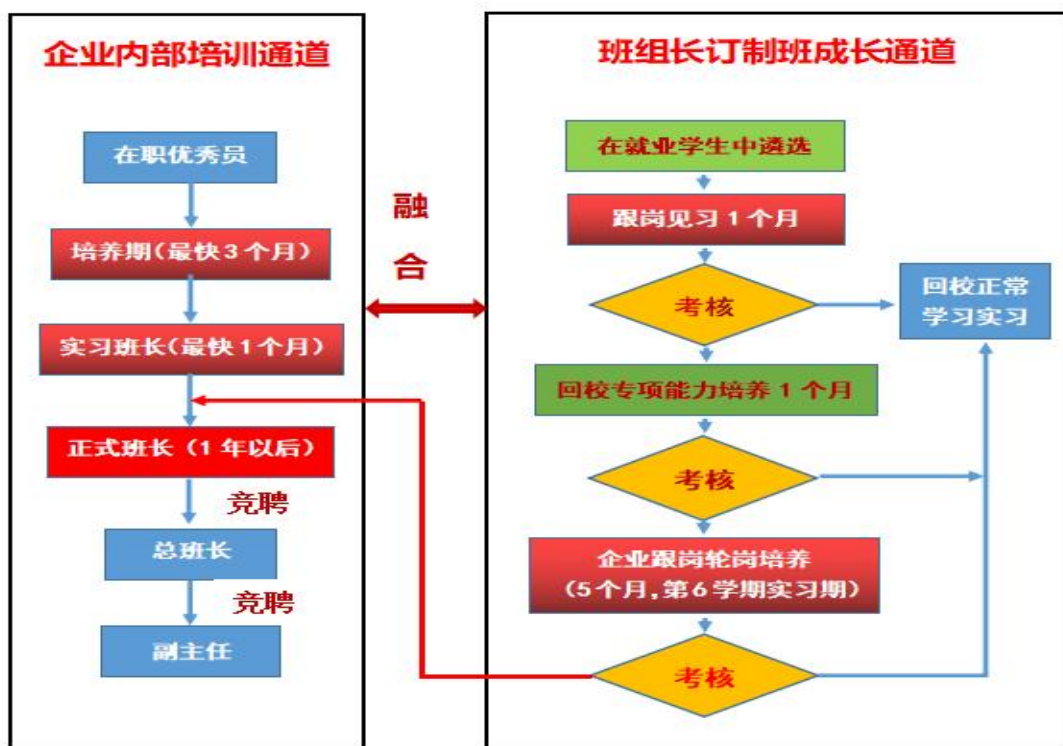 企业内部培训通道
在职优秀员
培养期（最快3个月）
实习班长（最快1个月）
正式班长（1年以后）
竞聘
总班长
竞聘
副主任
融
合
班组长订制班成长通道
在就业学生中遴选
跟岗见习1个月
考核
回校正常
学习实习
回校专项能力培养1个月
考核
企业跟岗轮岗培养
（5个月,第6学期实习期）
考核